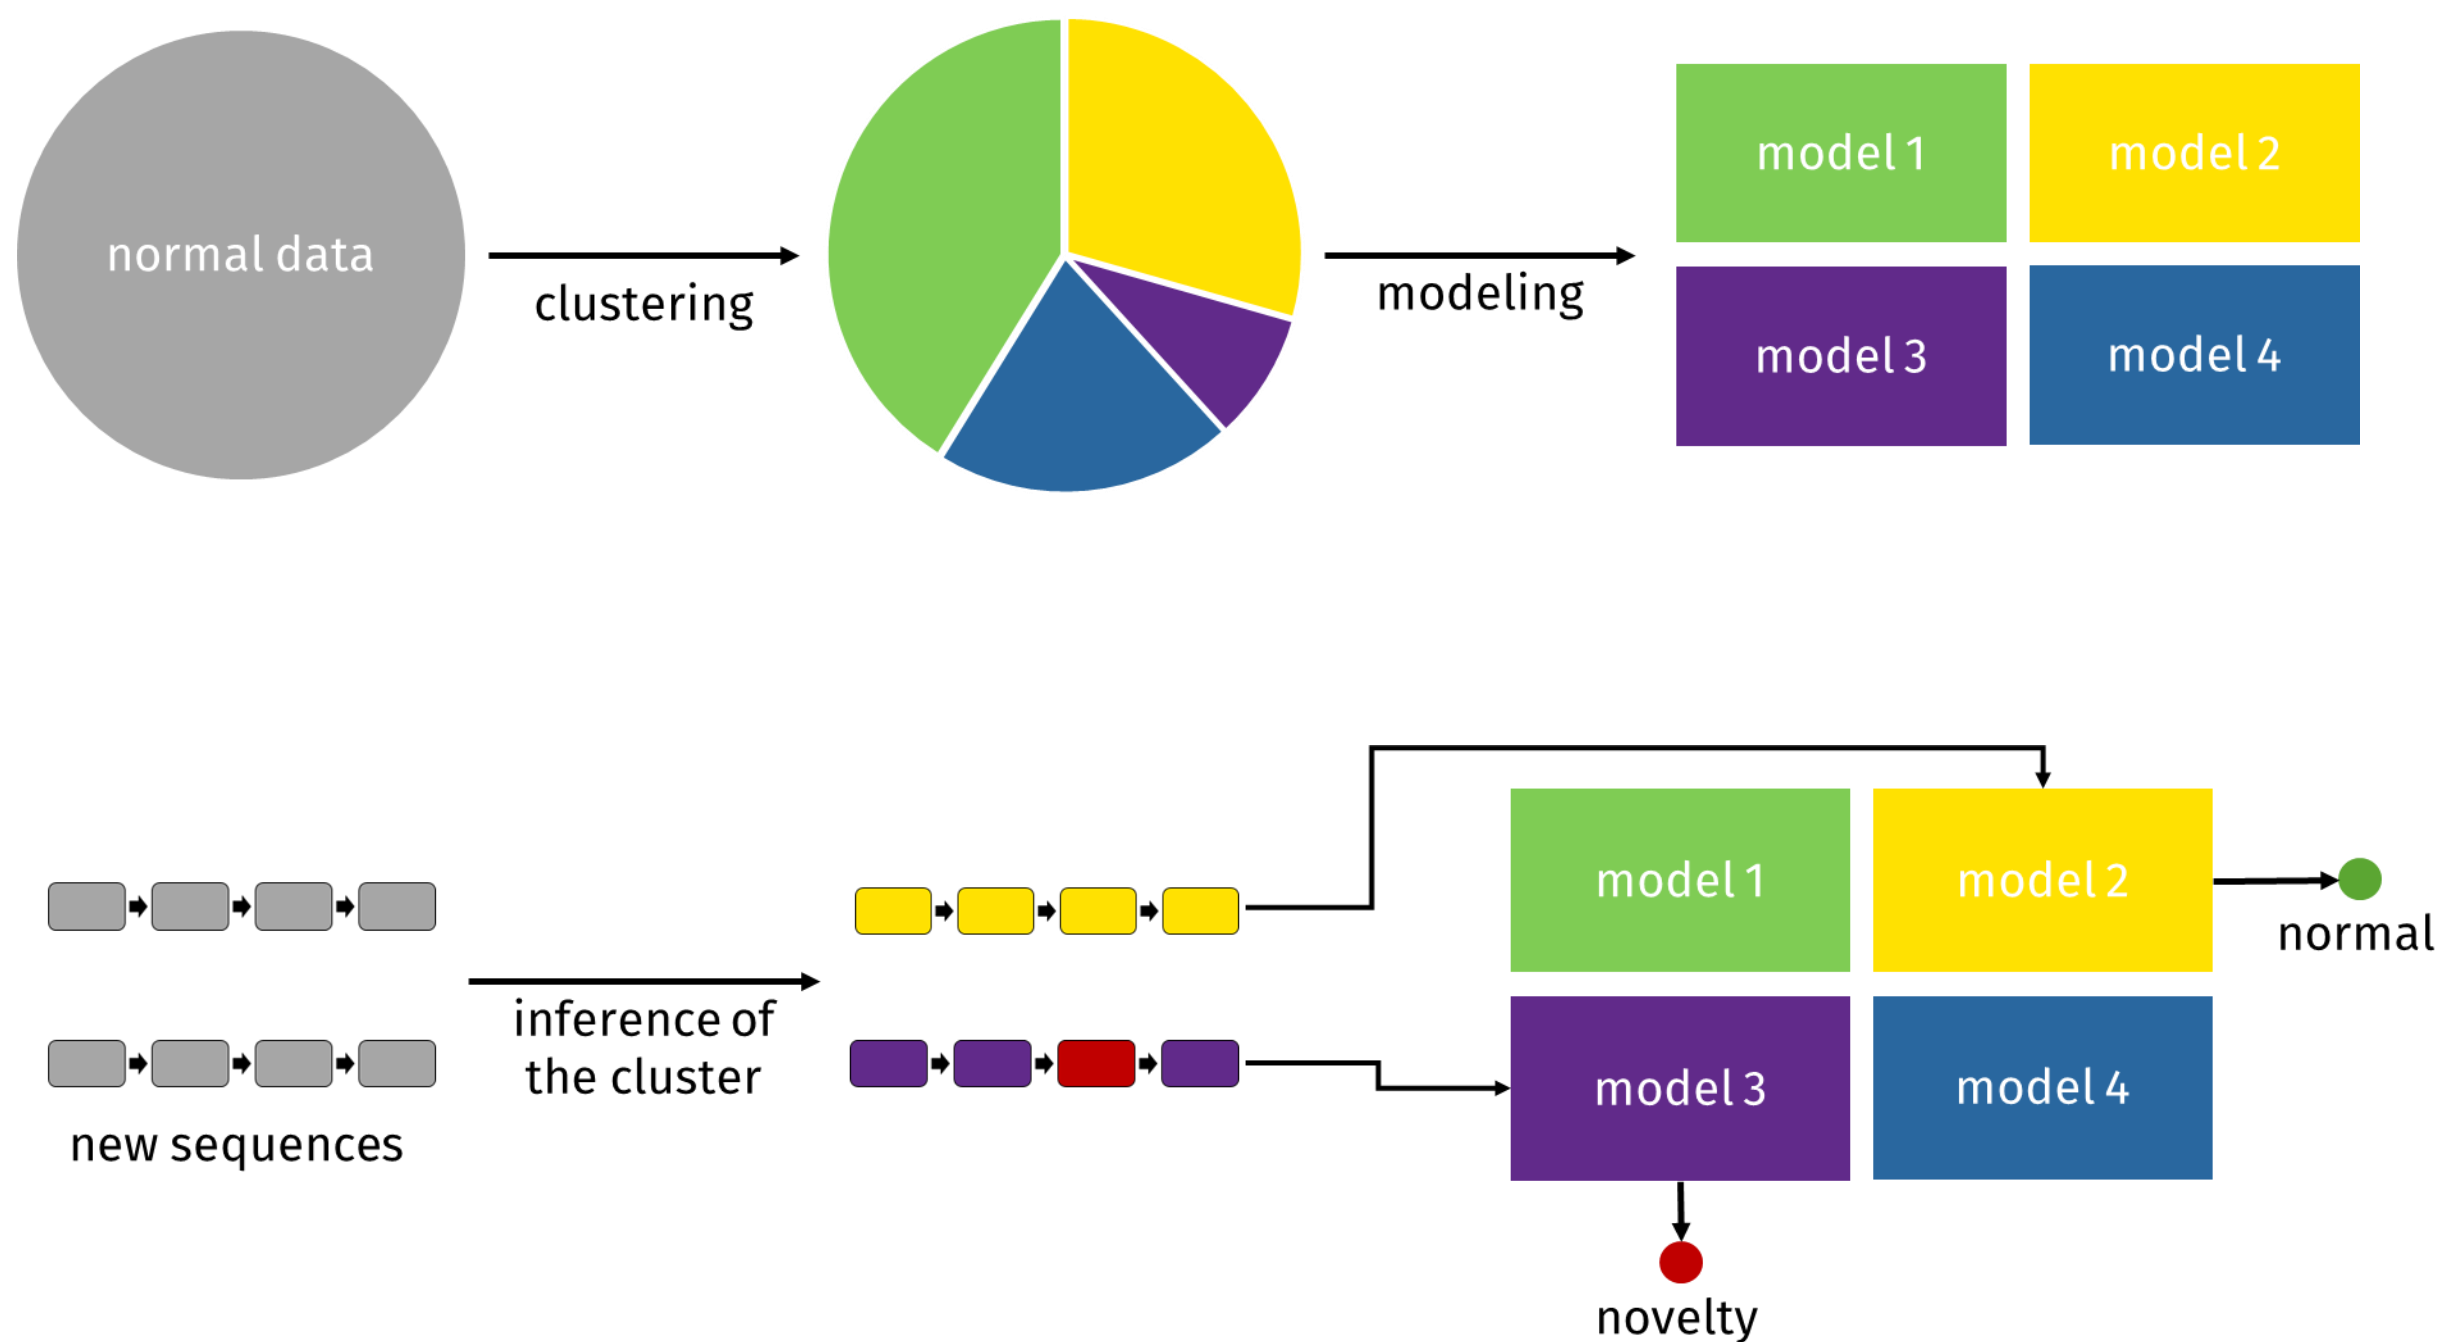 normal data
clustering
modeling
model 1
model 2
model 3
model 4
new sequences
inference of
the cluster
model 1
model 2
model 3
model 4
normal
novelty